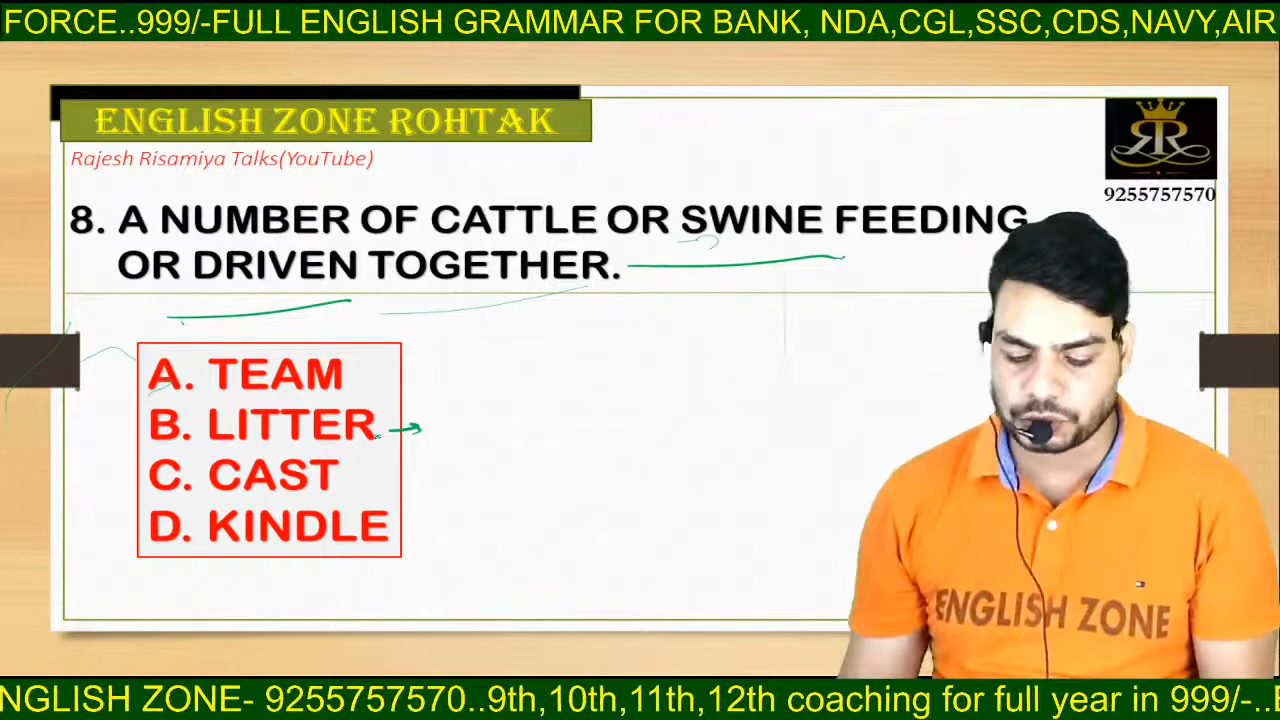 FORCE..999/-FULL ENGLISH GRAMMAR FOR BANK, NDA,CGL,SSC,CDS,NAVY,AIR
ENGLISH ZONE ROHTAK
Rajesh Risamiya Talks(YouTube)
RR
9255757570
8. A NUMBER OF CATTLE OR SWINE FEEDING
OR DRIVEN TOGETHER.
A. TEAM
B. LITTER
C. CAST
D. KINDLE
ENGLISH ZONE
NGLISH ZONE- 9255757570..9th,10th,11th,12th coaching for full year in 999/-..E